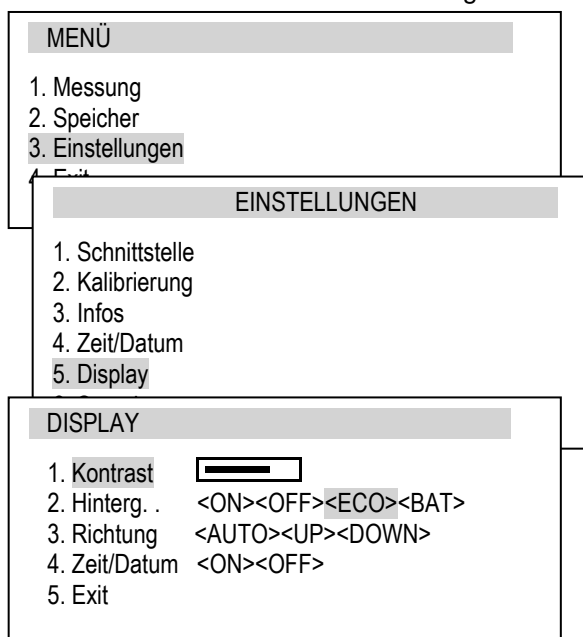 MENÜ
1. Messung
2. Speicher
3. Einstellungen
4. Exit
EINSTELLUNGEN
1. Schnittstelle
2. Kalibrierung
3. Infos
4. Zeit/Datum
5. Display
DISPLAY
1. Kontrast
2. Hinterg. . <ON><OFF><ECO><BAT>
3. Richtung <AUTO><UP><DOWN>
4. Zeit/Datum <ON><OFF>
5. Exit